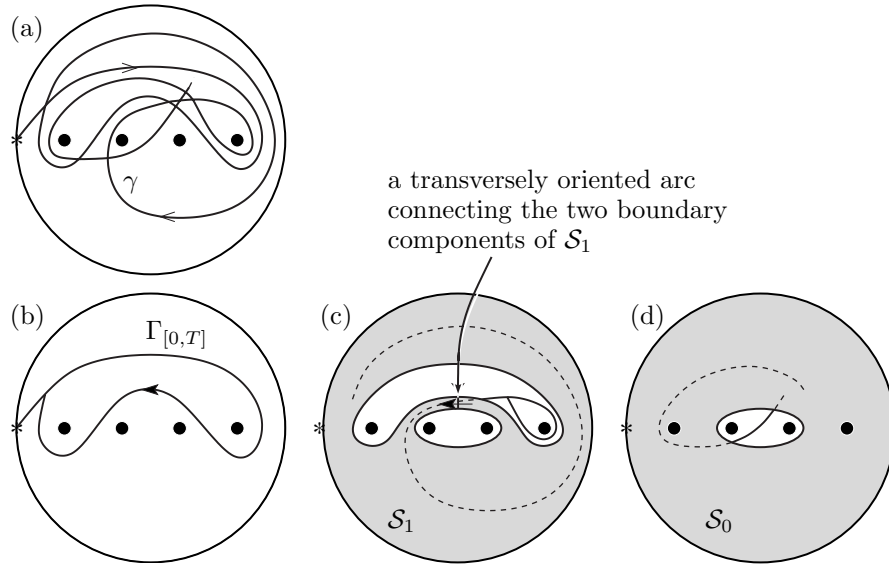 (a)
*
γ
a transversely oriented arc
connecting the two boundary
components of 𝒮₁
(b)
Γ[0,T]
*
(c)
*
𝒮₁
(d)
*
𝒮₀